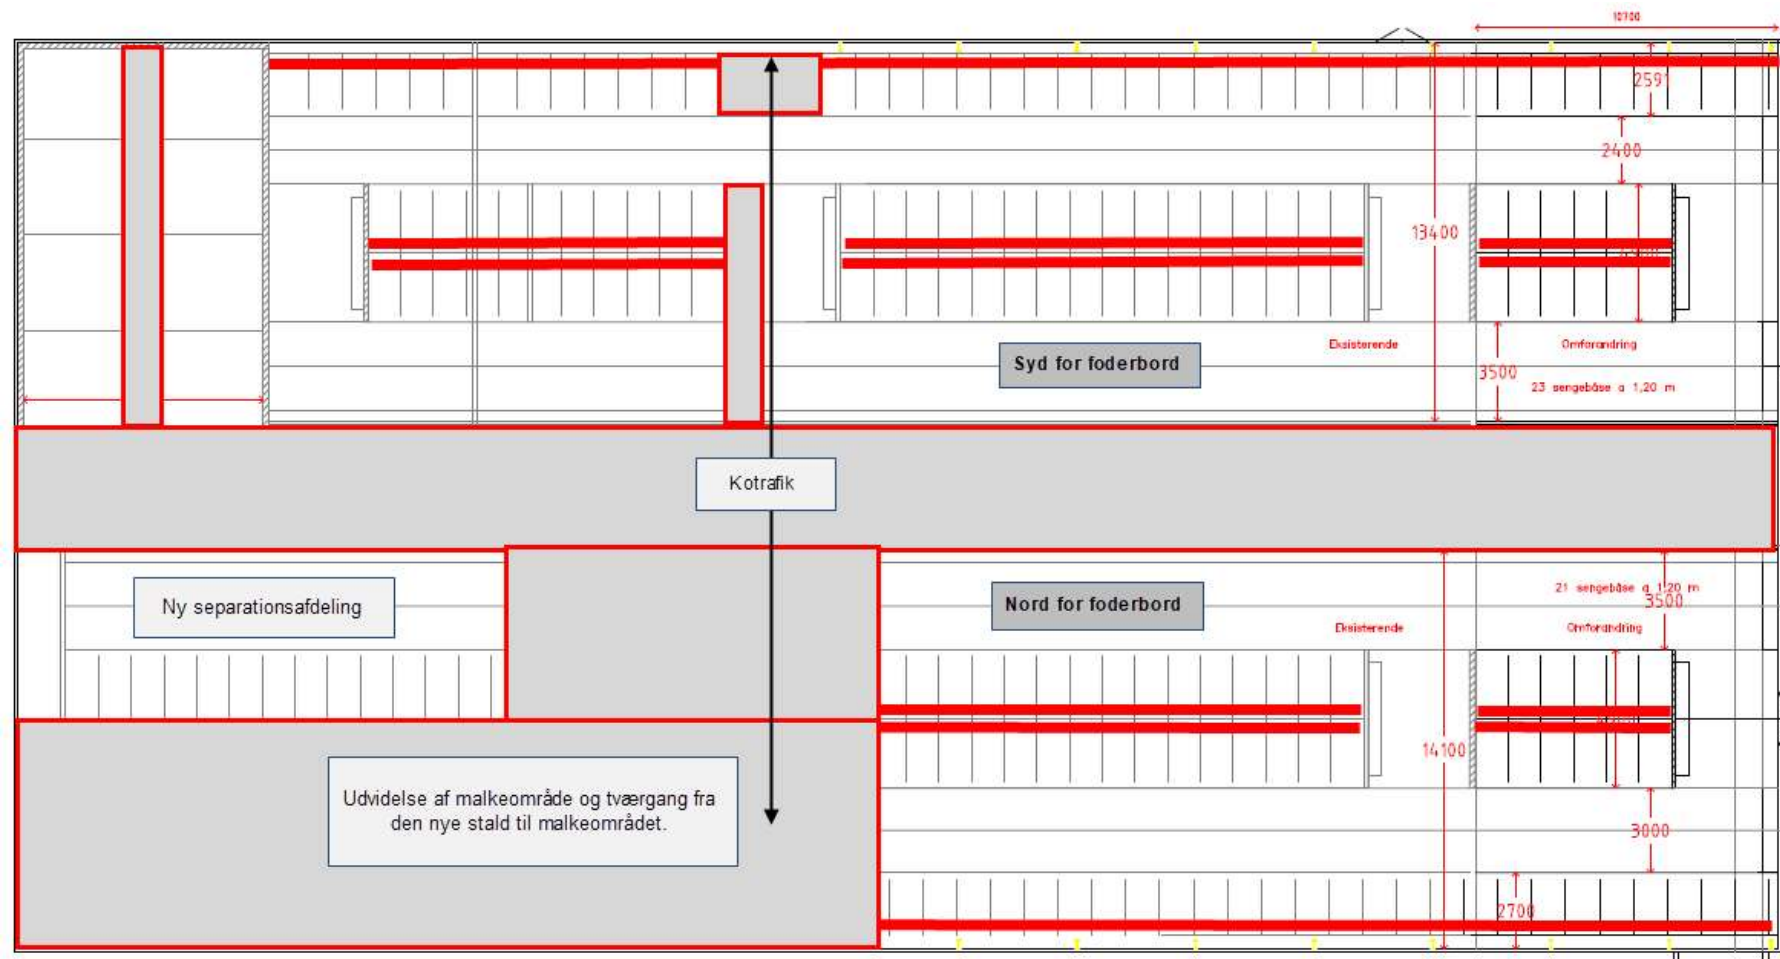 10700
2591
2400
13400
Syd for foderbord
Eksisterende
Omforandring
3500
23 sengebåse a 1,20 m
Kotrafik
Ny separationsafdeling
Nord for foderbord
21 sengebåse a 1,20 m
3500
Eksisterende
Omforandring
14100
Udvidelse af malkeområde og tværgang fra
den nye stald til malkeområdet.
3000
2700